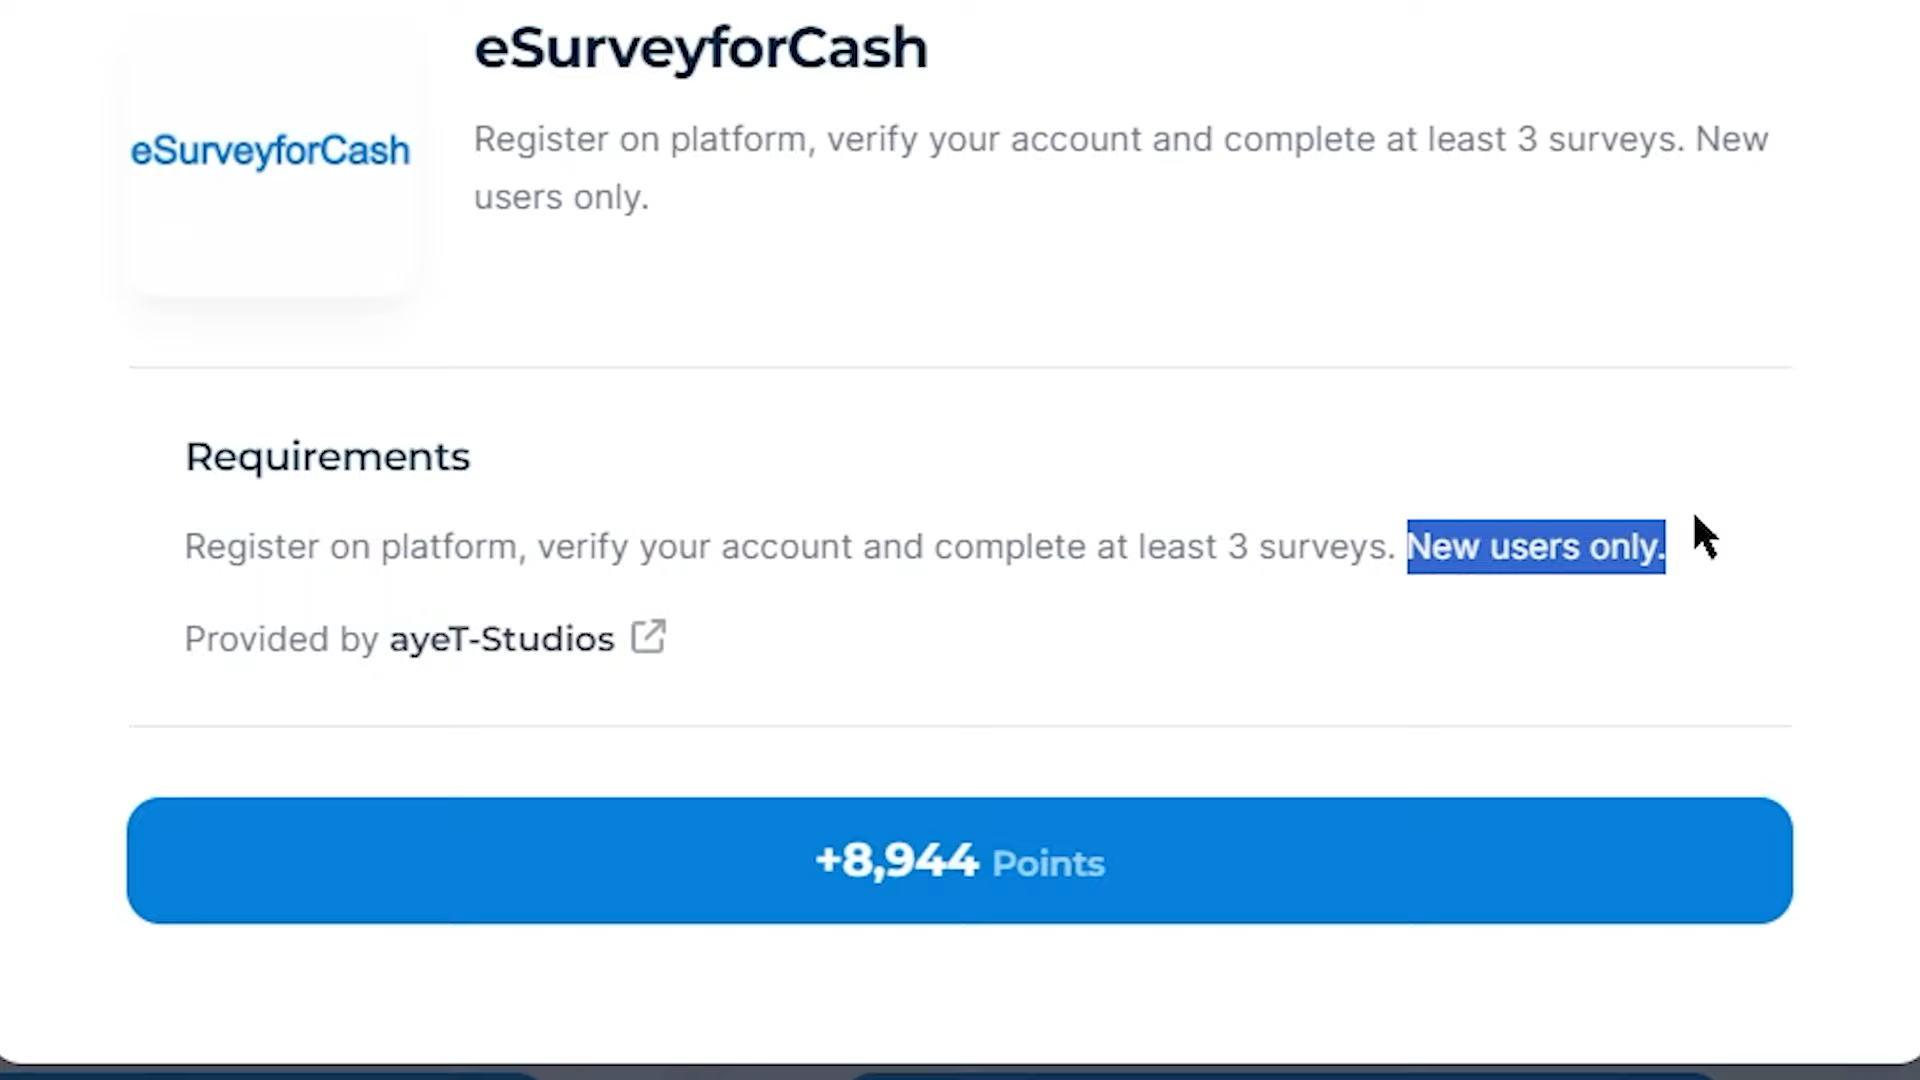 eSurveyforCash
eSurveyforCash
Register on platform, verify your account and complete at least 3 surveys. New
users only.
Requirements
Register on platform, verify your account and complete at least 3 surveys. New users only.
Provided by ayeT-Studios
+8,944 Points